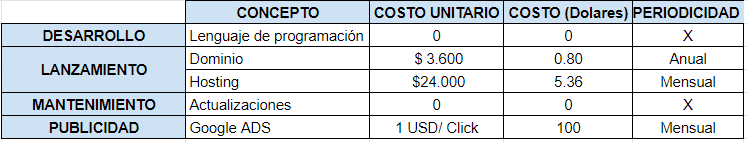 CONCEPTO COSTO UNITARIO COSTO (Dolares) PERIODICIDAD
DESARROLLO Lenguaje de programación 0 0 X
LANZAMIENTO Dominio $ 3.600 0.80 Anual
Hosting $24.000 5.36 Mensual
MANTENIMIENTO Actualizaciones 0 0 X
PUBLICIDAD Google ADS 1 USD/ Click 100 Mensual